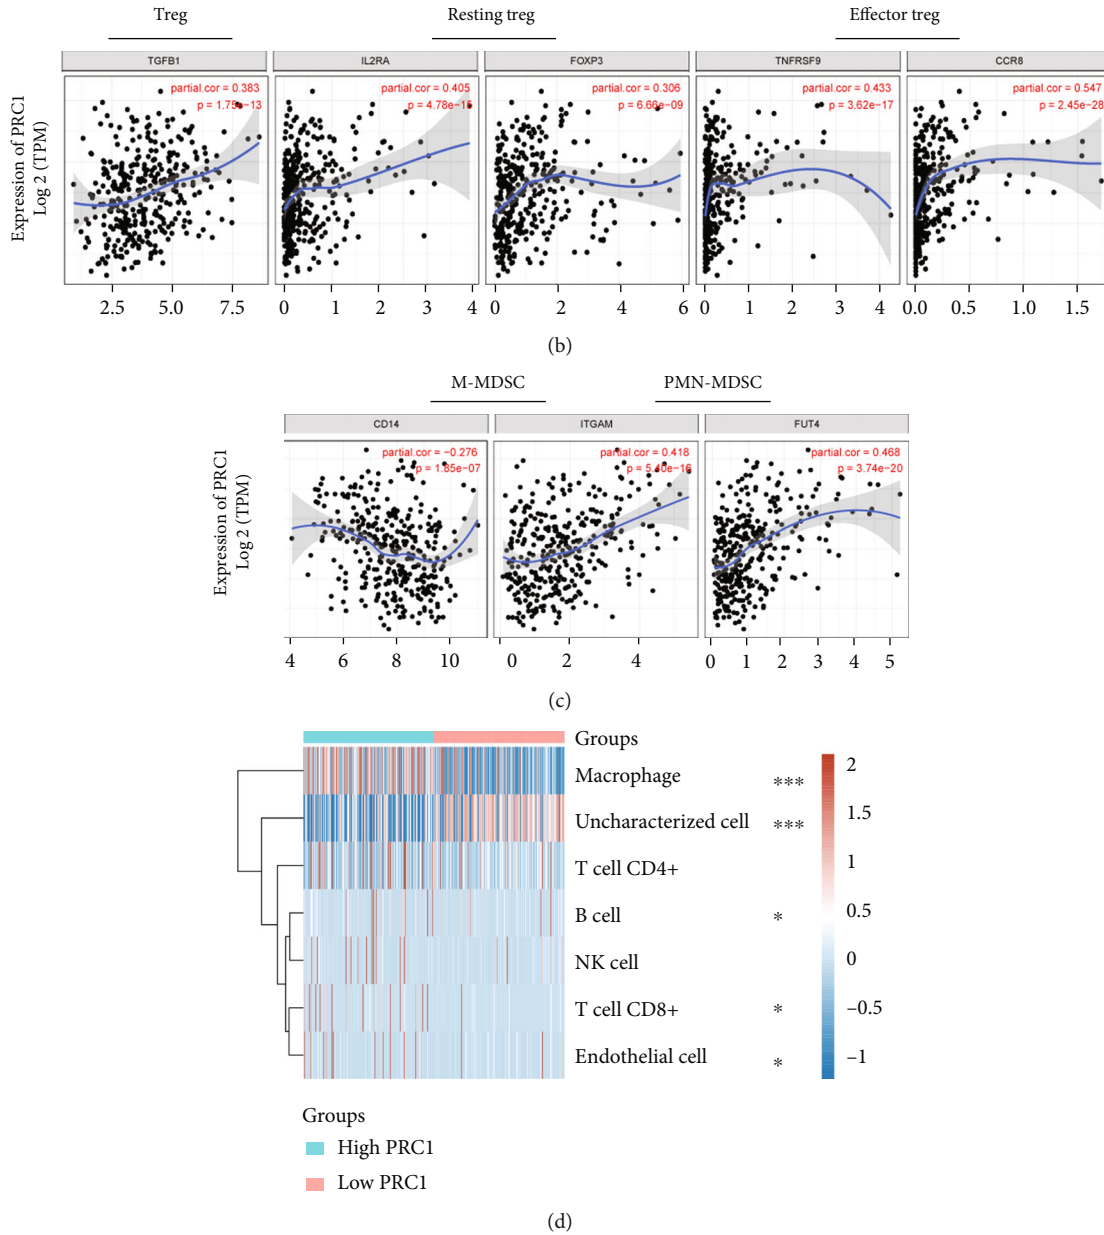 Treg Resting treg Effector treg
TGFB1 IL2RA FOXP3 TNFRSF9 CCR8
partial.cor = 0.383 partial.cor = 0.405 partial.cor = 0.306 partial.cor = 0.433 partial.cor = 0.547
p = 1.75e−13 p = 4.78e−15 p = 6.66e−09 p = 3.62e−17 p = 2.45e−28
Expression of PRC1
Log 2 (TPM)
2.5 5.0 7.5 0 1 2 3 4 0 2 4 6 0 1 2 3 4 0.0 0.5 1.0 1.5
(b)
M-MDSC PMN-MDSC
CD14 ITGAM FUT4
partial.cor = −0.276 partial.cor = 0.418 partial.cor = 0.468
p = 1.85e−07 p = 5.40e−16 p = 3.74e−20
Expression of PRC1
Log 2 (TPM)
4 6 8 10 0 2 4 0 1 2 3 4 5
(c)
Groups
Macrophage ***
Uncharacterized cell ***
T cell CD4+
B cell *
NK cell
T cell CD8+ *
Endothelial cell *
2
1.5
1
0.5
0
−0.5
−1
Groups
High PRC1
Low PRC1
(d)